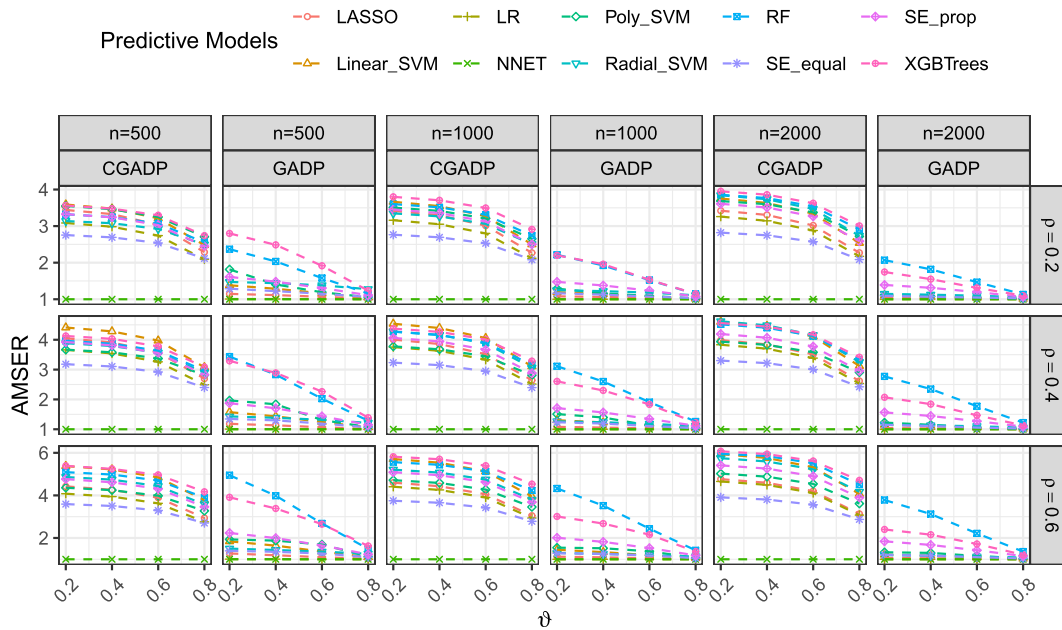 LASSO LR Poly_SVM RF SE_prop
Predictive Models
Linear_SVM NNET Radial_SVM SE_equal XGBTrees
n=500 n=500 n=1000 n=1000 n=2000 n=2000
CGADP GADP CGADP GADP CGADP GADP
4
3
2
1
ρ = 0.2
4
3
2
1
ρ = 0.4
AMSER
6
4
2
ρ = 0.6
0.2 0.4 0.6 0.8 0.2 0.4 0.6 0.8 0.2 0.4 0.6 0.8 0.2 0.4 0.6 0.8 0.2 0.4 0.6 0.8 0.2 0.4 0.6 0.8
ϑ